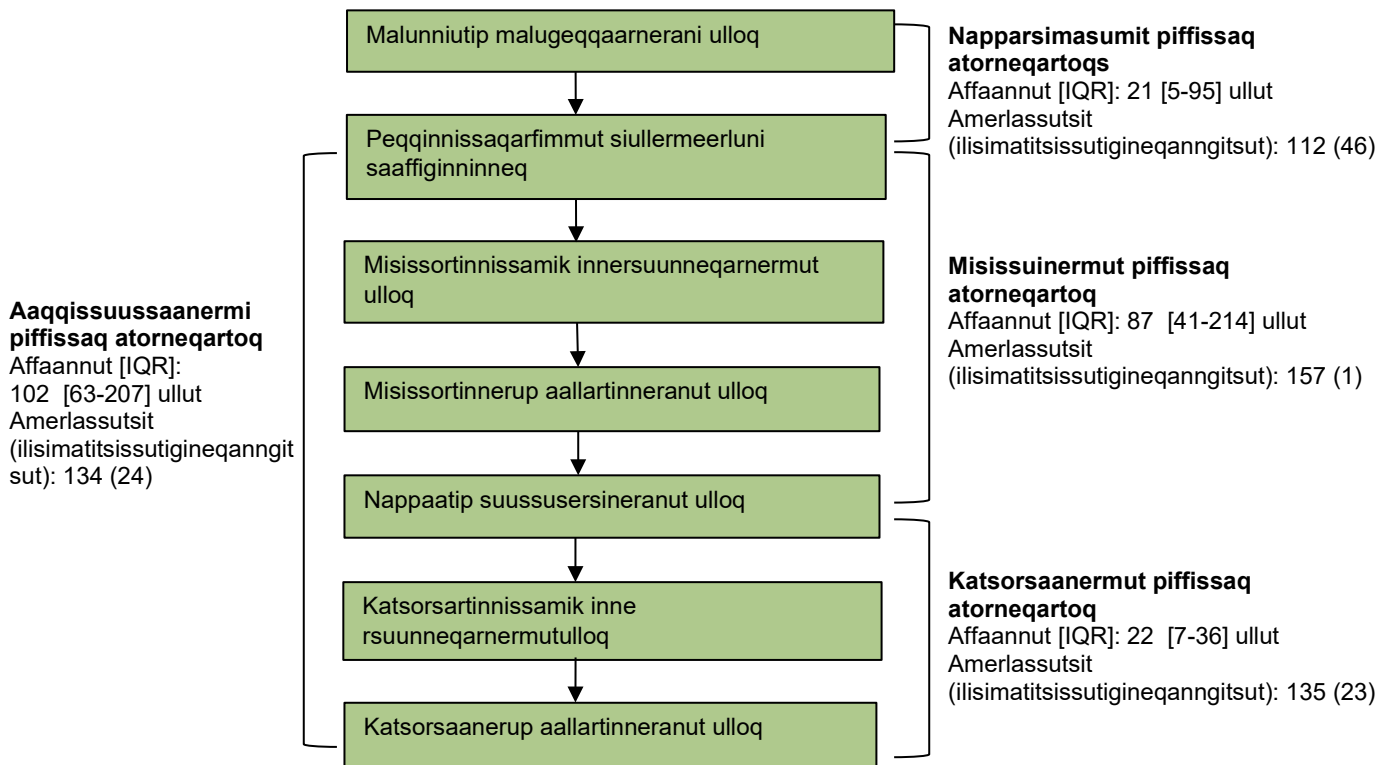 Malunniutip malugeqqaarnerani ulloq
Peqqinnissaqarfimmut siullermeerluni
saaffiginninneq
Misissortinnissamik innersuunneqarnermut
ulloq
Misissortinnerup aallartinneranut ulloq
Nappaatip suussusersineranut ulloq
Katsorsartinnissamik inne
rsuunneqarnermutulloq
Katsorsaanerup aallartinneranut ulloq
Aaqqissuussaanermi
piffissaq atorneqartoq
Affaannut [IQR]:
102 [63-207] ullut
Amerlassutsit
(ilisimatitsissutigineqanngit
sut): 134 (24)
Napparsimasumit piffissaq
atorneqartoqs
Affaannut [IQR]: 21 [5-95] ullut
Amerlassutsit
(ilisimatitsissutigineqanngitsut): 112 (46)
Misissuinermut piffissaq
atorneqartoq
Affaannut [IQR]: 87 [41-214] ullut
Amerlassutsit
(ilisimatitsissutigineqanngitsut): 157 (1)
Katsorsaanermut piffissaq
atorneqartoq
Affaannut [IQR]: 22 [7-36] ullut
Amerlassutsit
(ilisimatitsissutigineqanngitsut): 135 (23)